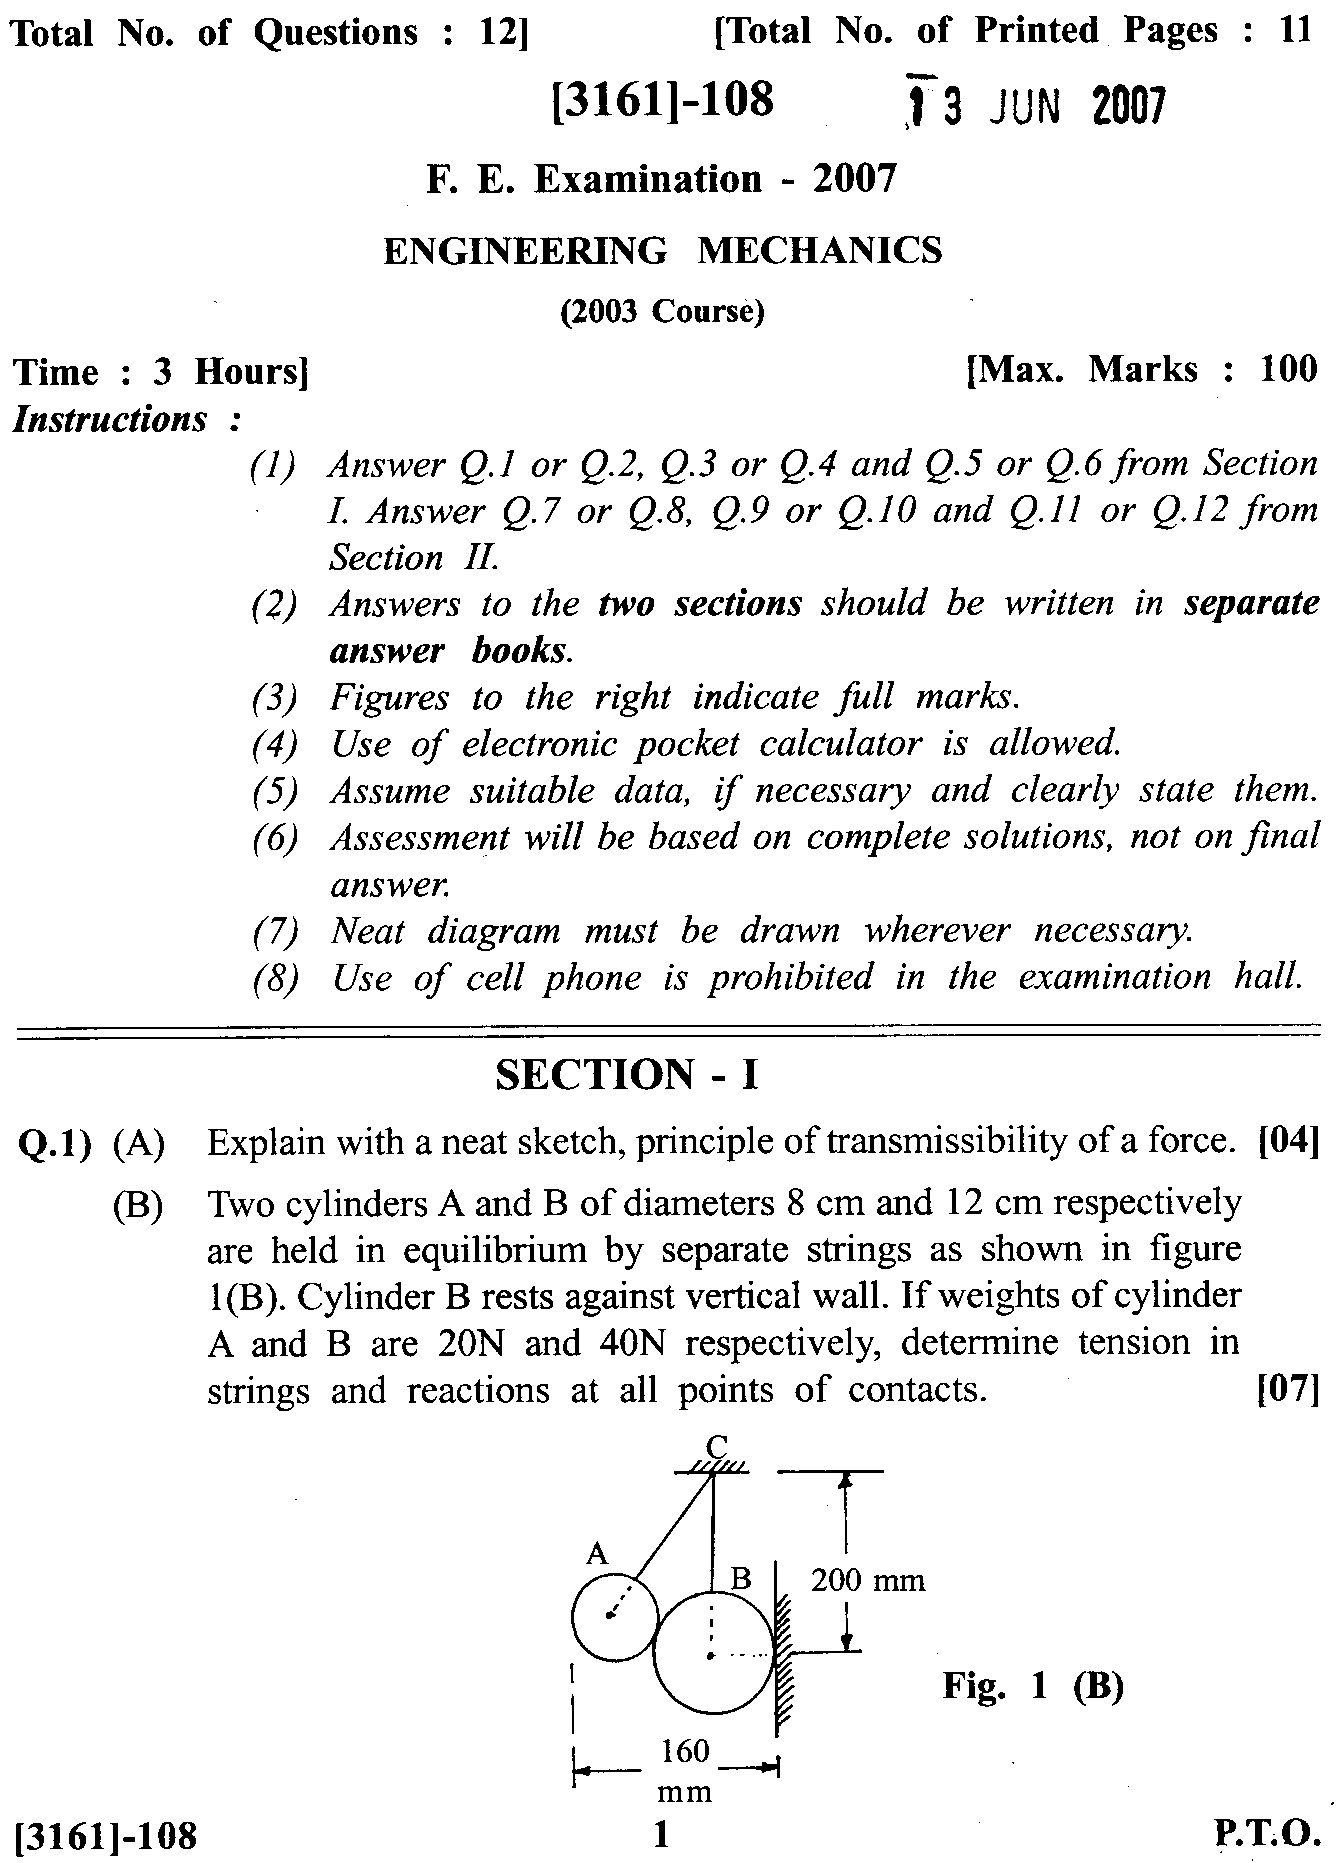 Total No. of Questions : 12] [Total No. of Printed Pages : 11
[3161]-108 13 JUN 2007
F. E. Examination - 2007
ENGINEERING MECHANICS
(2003 Course)
Time : 3 Hours] [Max. Marks : 100
Instructions :
(1) Answer Q.1 or Q.2, Q.3 or Q.4 and Q.5 or Q.6 from Section
I. Answer Q.7 or Q.8, Q.9 or Q.10 and Q.11 or Q.12 from
Section II.
(2) Answers to the two sections should be written in separate
answer books.
(3) Figures to the right indicate full marks.
(4) Use of electronic pocket calculator is allowed.
(5) Assume suitable data, if necessary and clearly state them.
(6) Assessment will be based on complete solutions, not on final
answer.
(7) Neat diagram must be drawn wherever necessary.
(8) Use of cell phone is prohibited in the examination hall.
SECTION - I
Q.1) (A) Explain with a neat sketch, principle of transmissibility of a force. [04]
(B) Two cylinders A and B of diameters 8 cm and 12 cm respectively
are held in equilibrium by separate strings as shown in figure
1(B). Cylinder B rests against vertical wall. If weights of cylinder
A and B are 20N and 40N respectively, determine tension in
strings and reactions at all points of contacts. [07]
C
A
B
200 mm
Fig. 1 (B)
160
mm
[3161]-108 1 P.T.O.